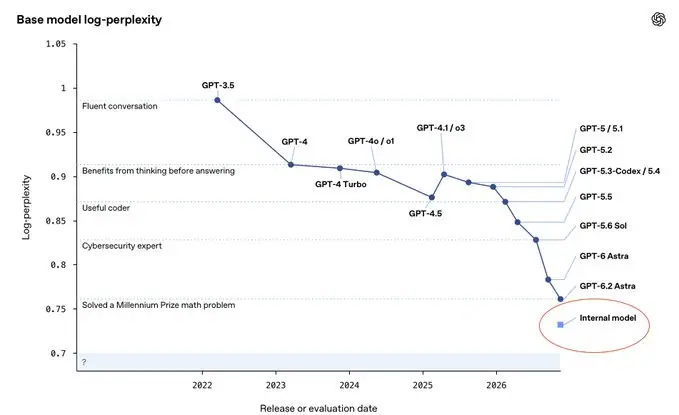 Base model log-perplexity
1.05
1
0.95
0.9
0.85
0.8
0.75
0.7
Log-perplexity
GPT-3.5
Fluent conversation
GPT-4
GPT-4o / o1
GPT-4.1 / o3
GPT-5 / 5.1
GPT-5.2
Benefits from thinking before answering
GPT-4 Turbo
GPT-5.3-Codex / 5.4
GPT-4.5
GPT-5.5
Useful coder
GPT-5.6 Sol
Cybersecurity expert
GPT-6 Astra
GPT-6.2 Astra
Solved a Millennium Prize math problem
Internal model
?
2022 2023 2024 2025 2026
Release or evaluation date